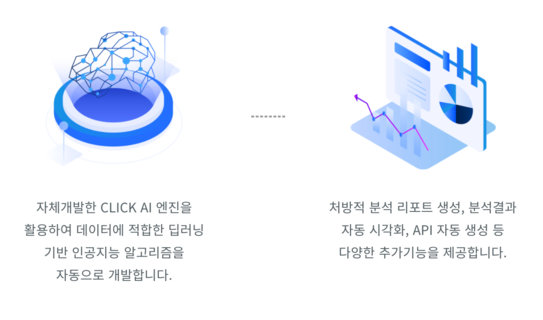 자체개발한 CLICK AI 엔진을
활용하여 데이터에 적합한 딥러닝
기반 인공지능 알고리즘을
자동으로 개발합니다.
처방적 분석 리포트 생성, 분석결과
자동 시각화, API 자동 생성 등
다양한 추가기능을 제공합니다.